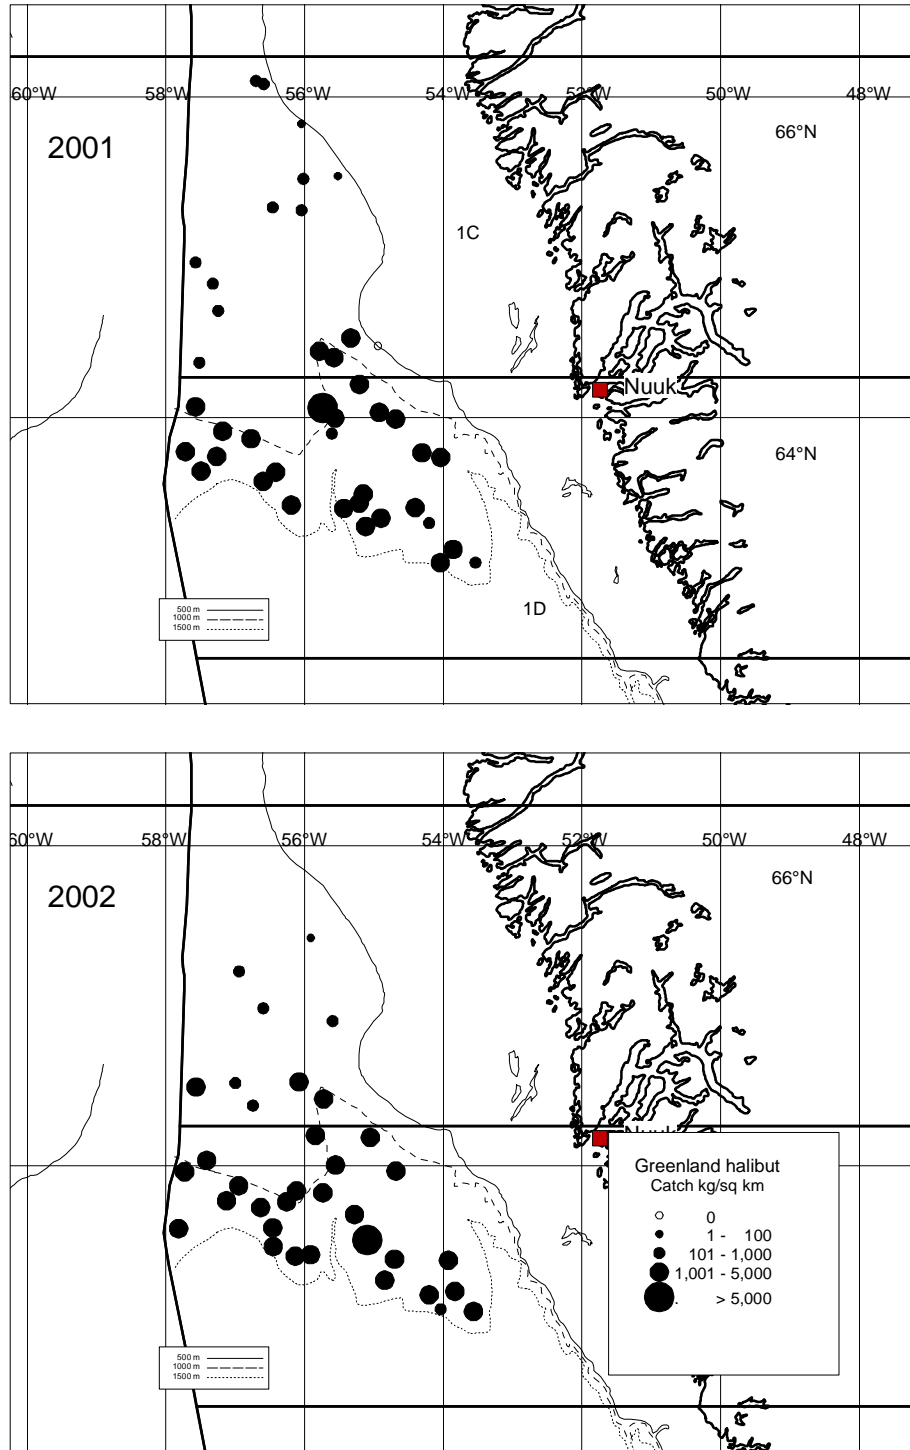 60°W 58°W 56°W 54°W 52°W 50°W 48°W
2001
66°N
1C
Nuuk
64°N
1D
500 m
1000 m
1500 m
60°W 58°W 56°W 54°W 52°W 50°W 48°W
2002
66°N
Nuuk
Greenland halibut
Catch kg/sq km
0
1 - 100
101 - 1,000
1,001 - 5,000
. > 5,000
500 m
1000 m
1500 m